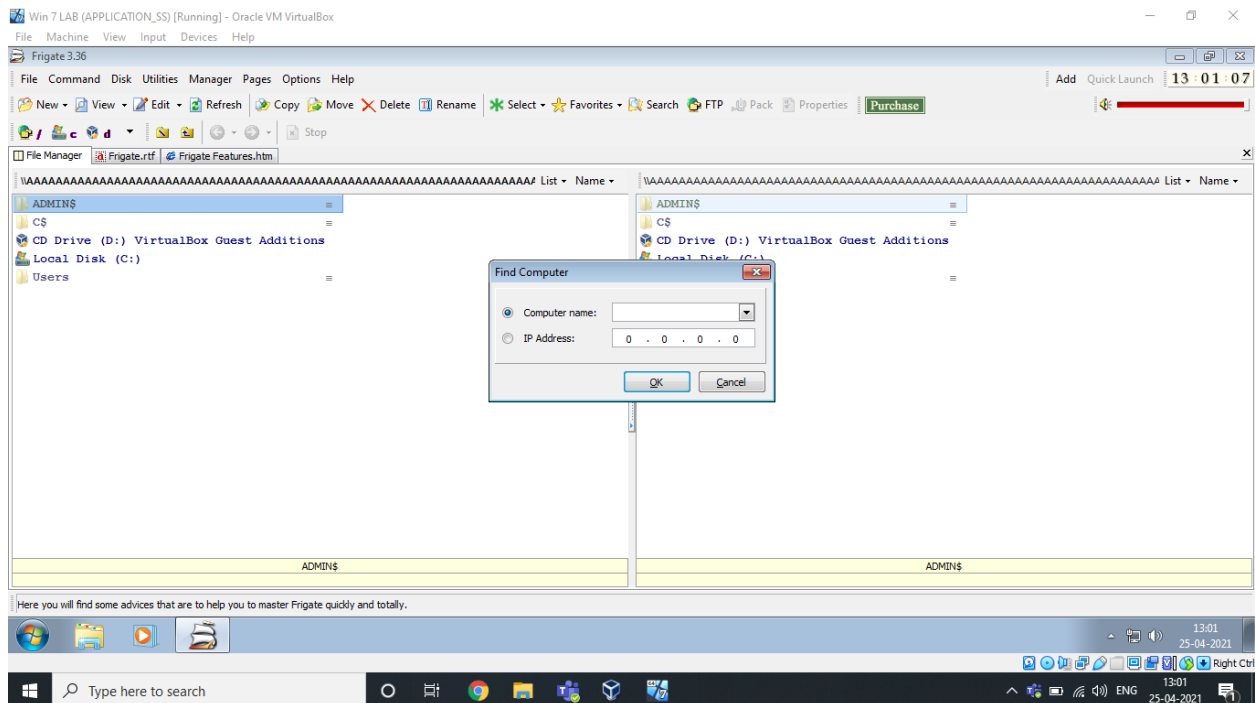 Win 7 LAB (APPLICATION_SS) [Running] - Oracle VM VirtualBox
File Machine View Input Devices Help
Frigate 3.36
File Command Disk Utilities Manager Pages Options Help
Add Quick Launch 13:01:07
New View Edit Refresh Copy Move Delete Rename Select Favorites Search FTP Pack Properties Purchase
/ c d Stop
File Manager Frigate.rtf Frigate Features.htm
List Name
List Name
ADMIN$ ADMIN$
C$ C$
CD Drive (D:) VirtualBox Guest Additions CD Drive (D:) VirtualBox Guest Additions
Local Disk (C:) Local Disk (C:)
Users
Find Computer
Computer name:
IP Address: 0 . 0 . 0 . 0
OK Cancel
ADMIN$ ADMIN$
Here you will find some advices that are to help you to master Frigate quickly and totally.
13:01
25-04-2021
Right Ctrl
Type here to search
ENG
13:01
25-04-2021